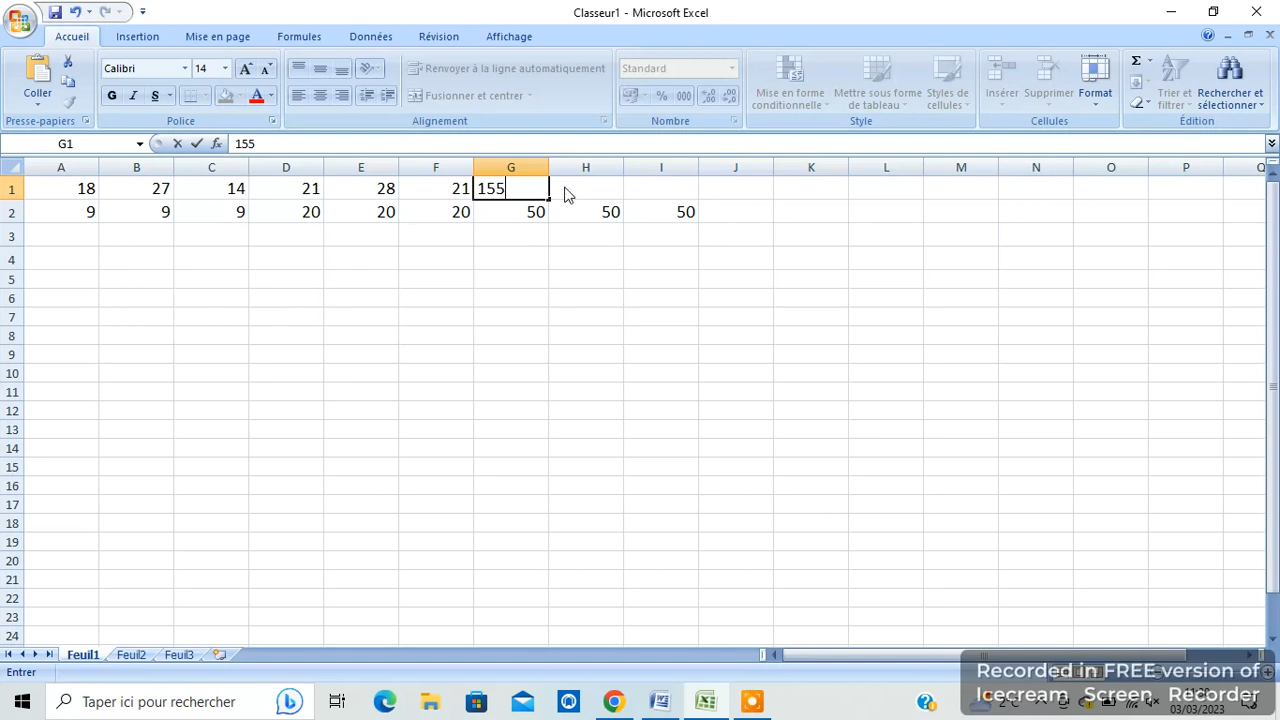 Classeur1 - Microsoft Excel
Accueil Insertion Mise en page Formules Données Révision Affichage
Coller
Calibri 14
G I S
Renvoyer à la ligne automatiquement
Fusionner et centrer
Standard
% 000
Mise en forme conditionnelle
Mettre sous forme de tableau
Styles de cellules
Insérer Supprimer Format
Trier et filtrer
Rechercher et sélectionner
Presse-papiers Police Alignement Nombre Style Cellules Édition
G1 fx 155
A B C D E F G H I J K L M N O P Q
1 18 27 14 21 28 21 155
2 9 9 9 20 20 20 50 50 50
3
4
5
6
7
8
9
10
11
12
13
14
15
16
17
18
19
20
21
22
23
24
Feuil1 Feuil2 Feuil3
Entrer
Recorded in FREE version of
Icecream Screen Recorder
Taper ici pour rechercher
03/03/2023